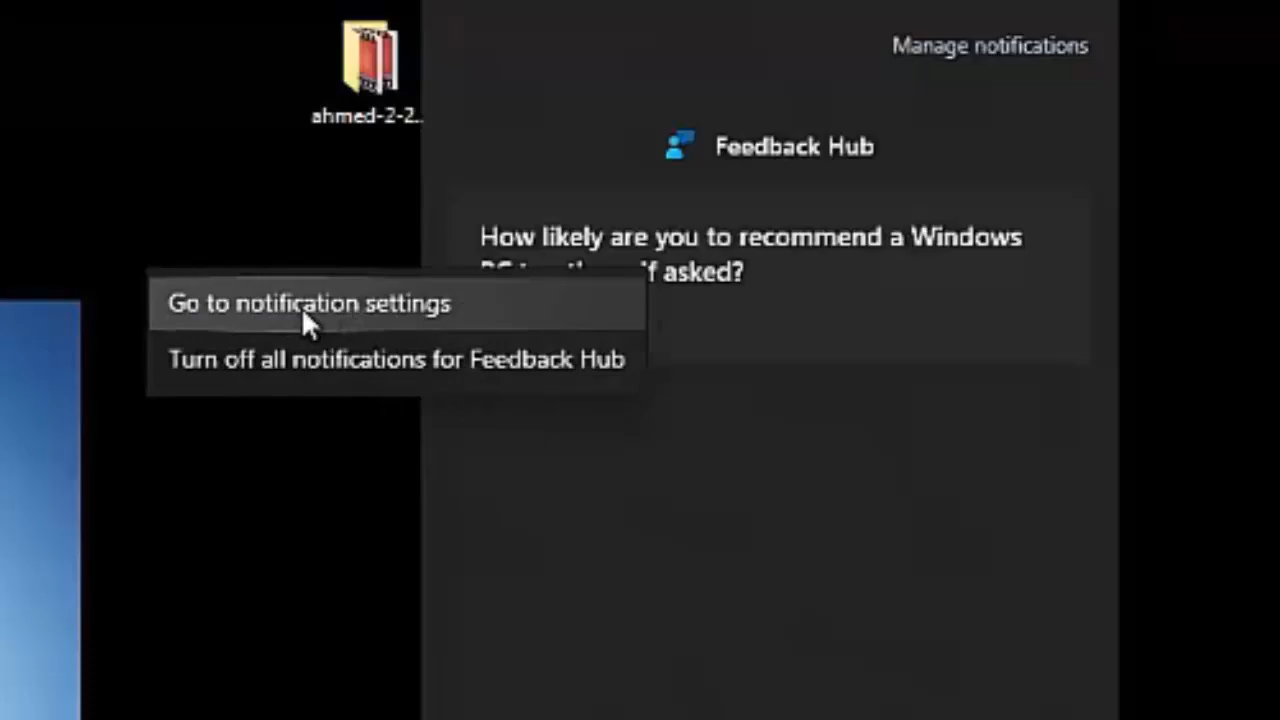 Manage notifications
ahmed-2-2..
Feedback Hub
How likely are you to recommend a Windows
if asked?
Go to notification settings
Turn off all notifications for Feedback Hub